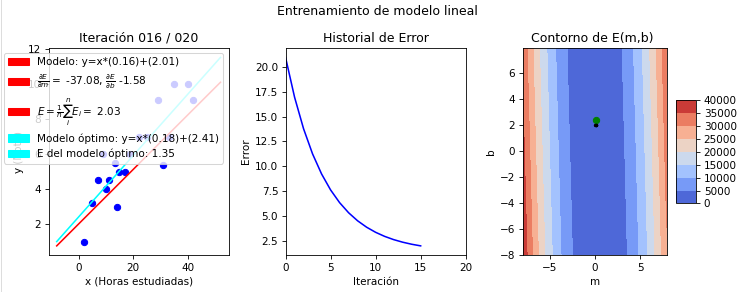 Entrenamiento de modelo lineal
Iteración 016 / 020
12
4
2
0
20
40
x (Horas estudiadas)
Modelo: y=x*(0.16)+(2.01)
∂E/∂m = -37.08, ∂E/∂b -1.58
E = 1/n ∑ⁿᵢ Eᵢ = 2.03
Modelo óptimo: y=x*(0.18)+(2.41)
E del modelo óptimo: 1.35
Historial de Error
Error
20.0
17.5
15.0
12.5
10.0
7.5
5.0
2.5
0
5
10
15
20
Iteración
Contorno de E(m,b)
b
6
4
2
0
−2
−4
−6
−8
−5
0
5
m
40000
35000
30000
25000
20000
15000
10000
5000
0